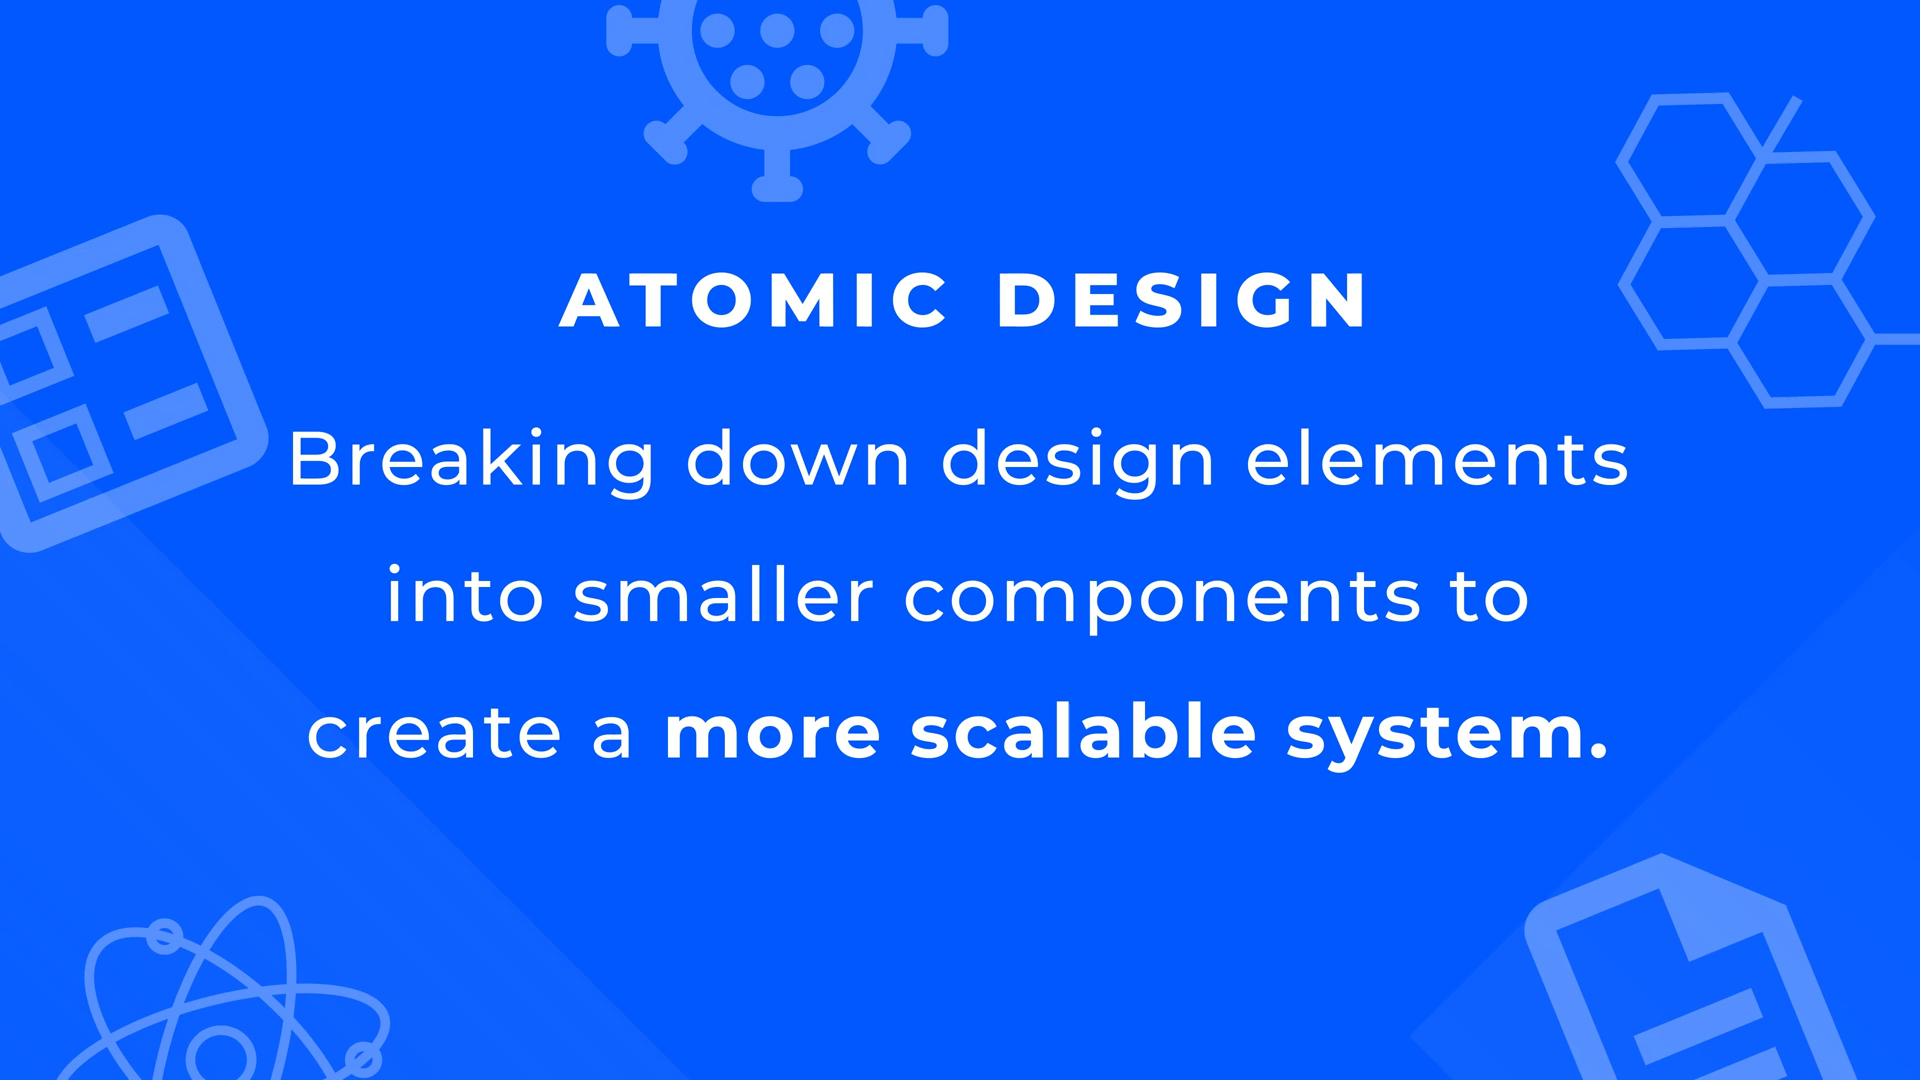 ATOMIC DESIGN
Breaking down design elements
into smaller components to
create a more scalable system.